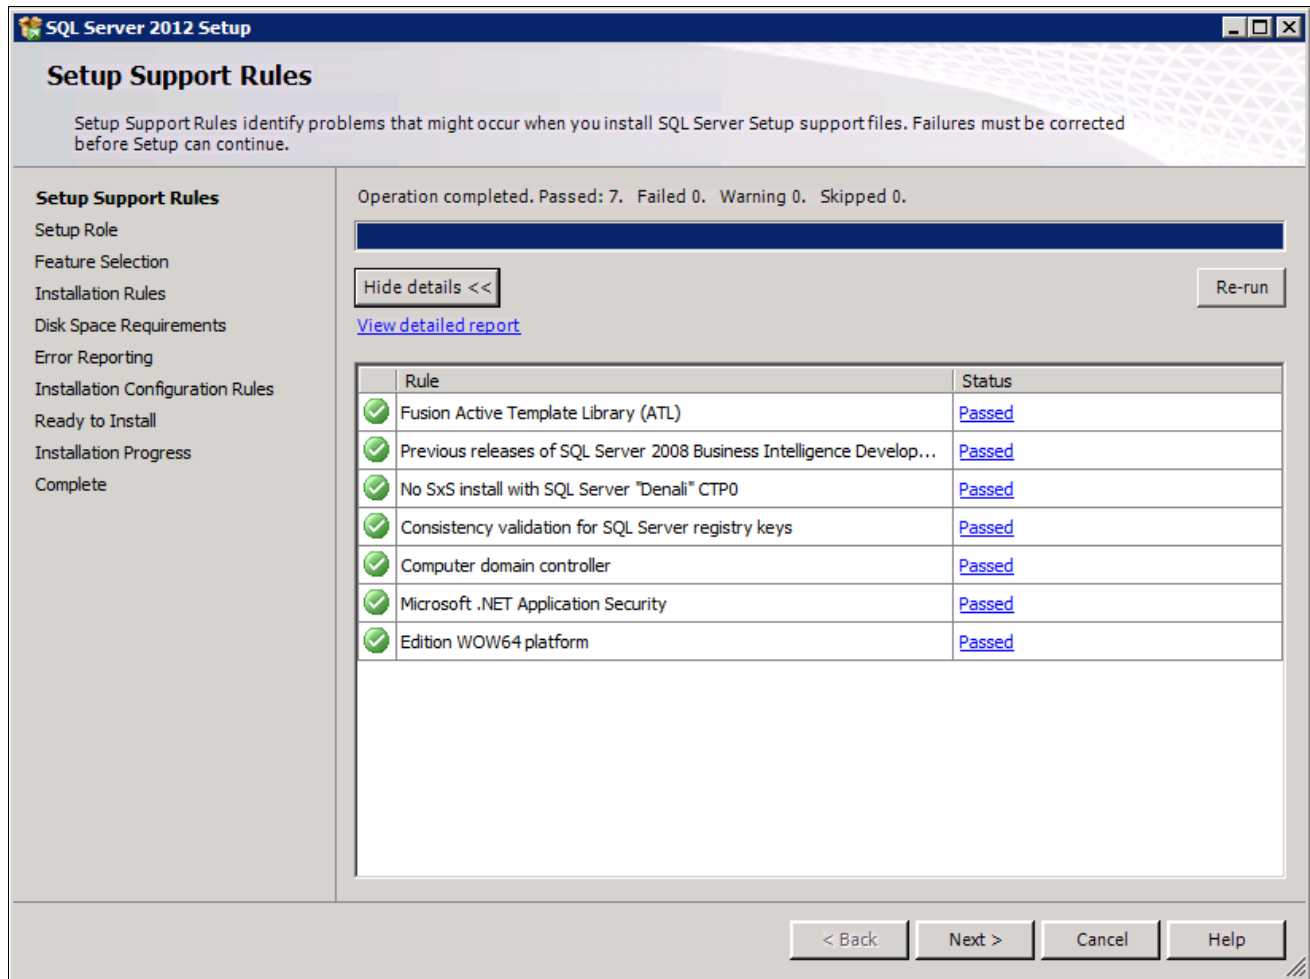 SQL Server 2012 Setup
Setup Support Rules
Setup Support Rules identify problems that might occur when you install SQL Server Setup support files. Failures must be corrected
before Setup can continue.
Setup Support Rules
Setup Role
Feature Selection
Installation Rules
Disk Space Requirements
Error Reporting
Installation Configuration Rules
Ready to Install
Installation Progress
Complete
Operation completed. Passed: 7. Failed 0. Warning 0. Skipped 0.
Hide details <<
Re-run
View detailed report
Rule Status
Fusion Active Template Library (ATL) Passed
Previous releases of SQL Server 2008 Business Intelligence Develop... Passed
No SxS install with SQL Server "Denali" CTP0 Passed
Consistency validation for SQL Server registry keys Passed
Computer domain controller Passed
Microsoft .NET Application Security Passed
Edition WOW64 platform Passed
< Back Next > Cancel Help